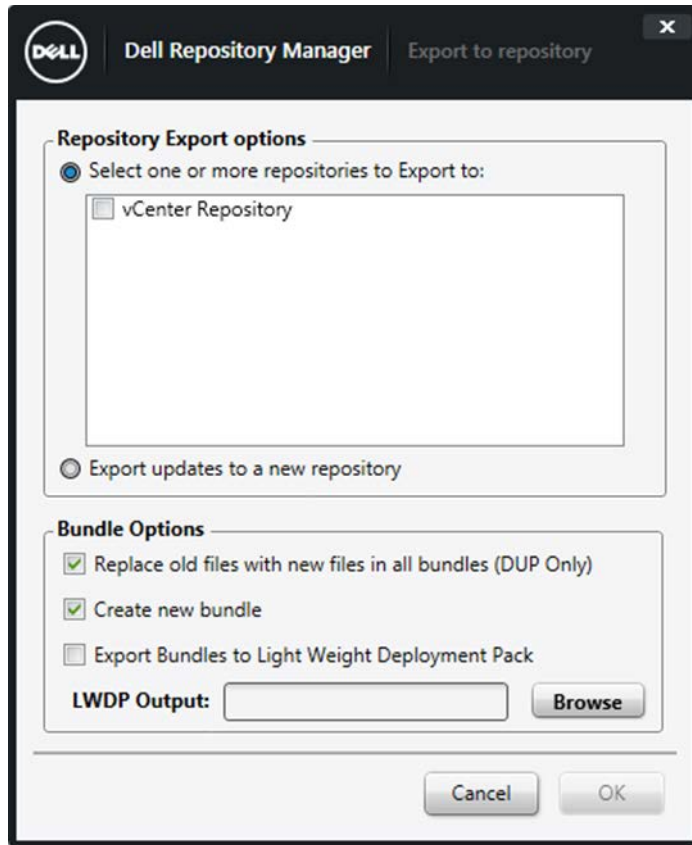 DELL
Dell Repository Manager
Export to repository
x
Repository Export options
Select one or more repositories to Export to:
vCenter Repository
Export updates to a new repository
Bundle Options
Replace old files with new files in all bundles (DUP Only)
Create new bundle
Export Bundles to Light Weight Deployment Pack
LWDP Output:
Browse
Cancel
OK